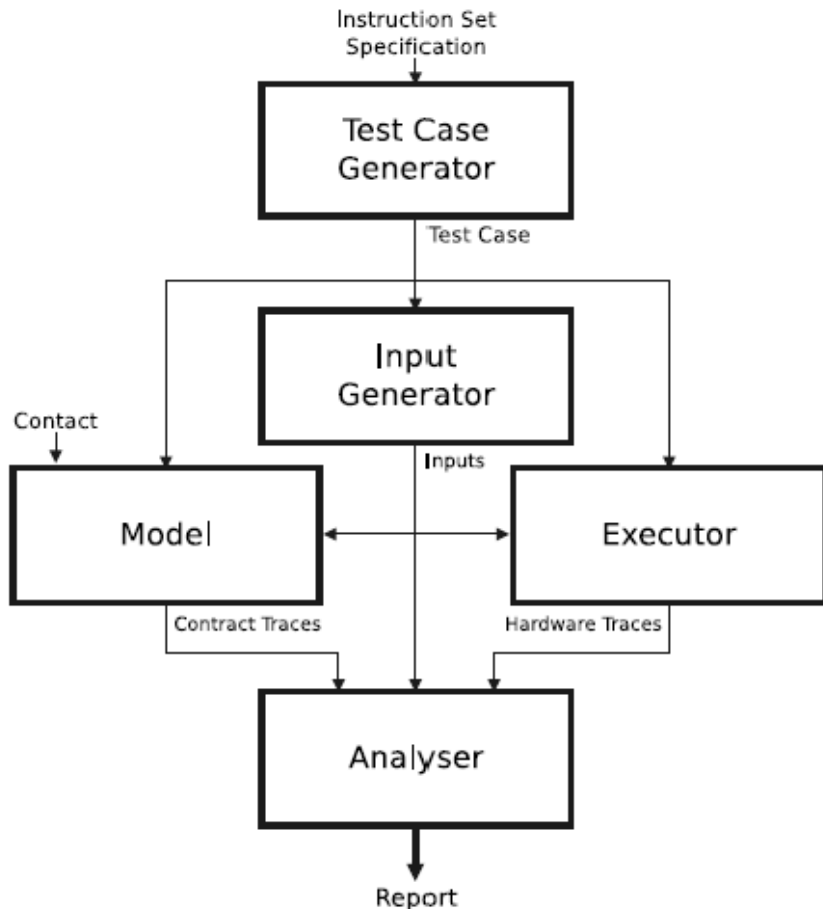 Instruction Set
Specification
Test Case
Generator
Test Case
Input
Generator
Contact
Inputs
Model
Executor
Contract Traces
Hardware Traces
Analyser
Report